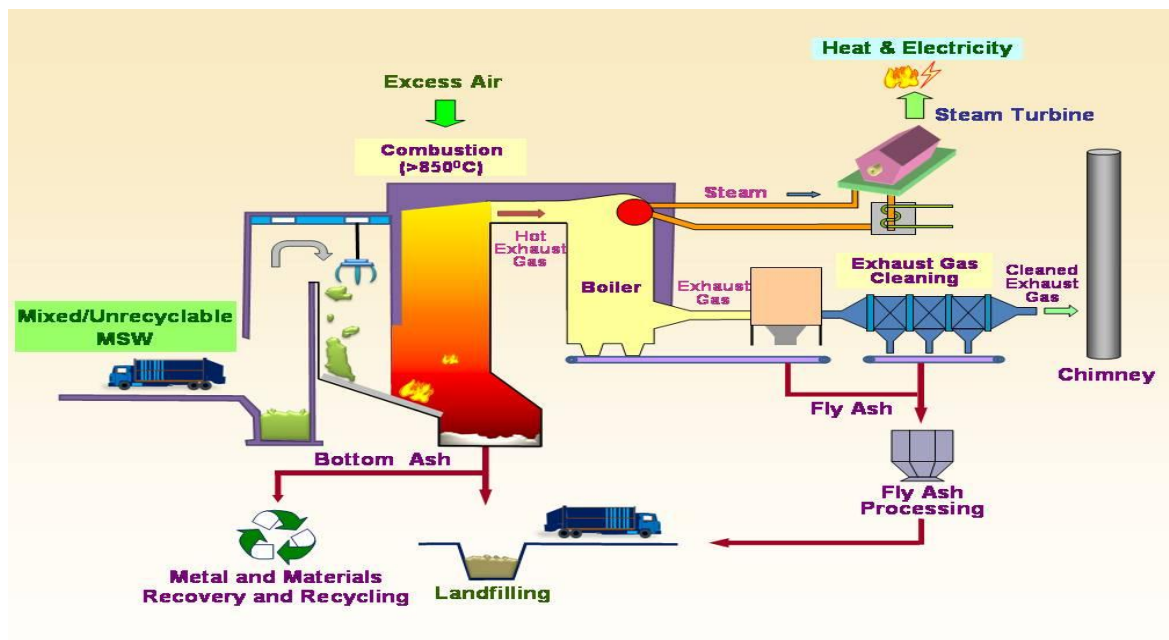 Heat & Electricity
Excess Air
Steam Turbine
Combustion
(>850⁰C)
Steam
Hot
Exhaust
Gas
Boiler
Exhaust
Gas
Exhaust Gas
Cleaning
Cleaned
Exhaust
Gas
Mixed/Unrecyclable
MSW
Chimney
Fly Ash
Bottom Ash
Fly Ash
Processing
Metal and Materials
Recovery and Recycling
Landfilling